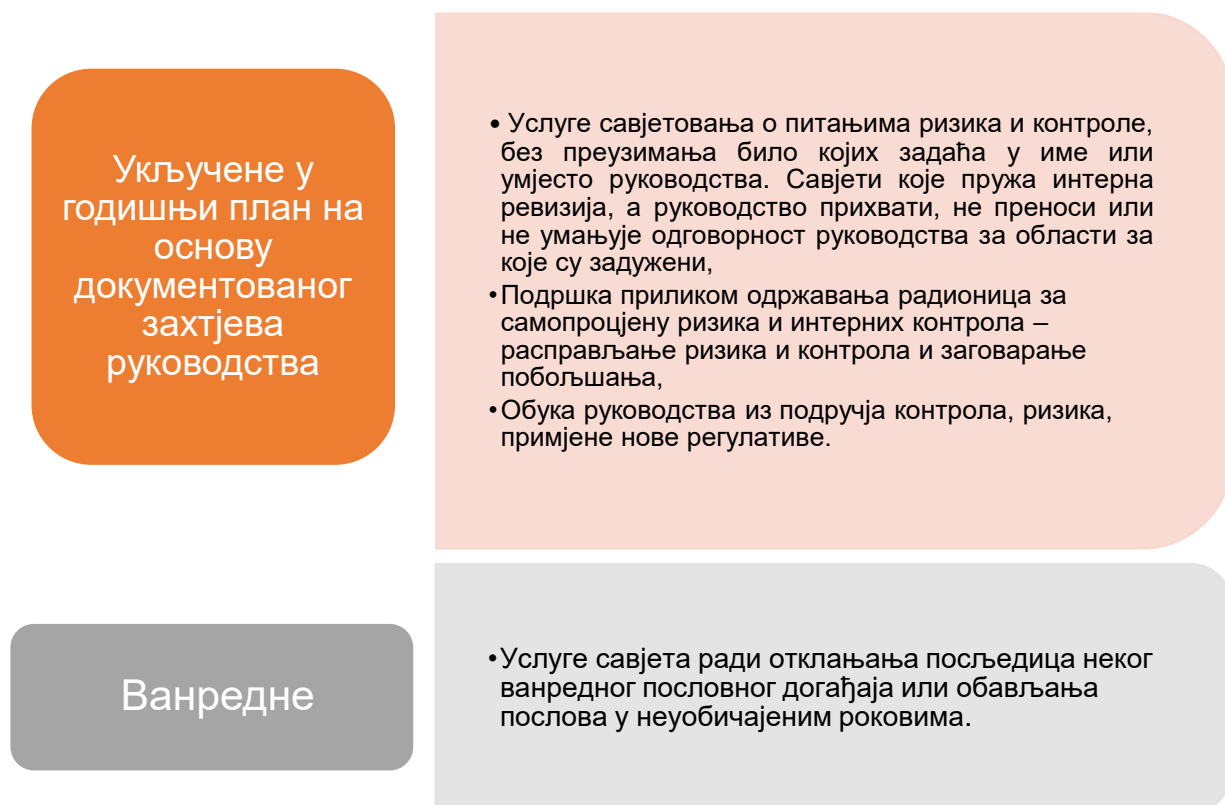 Укључене у
годишњи план на
основу
документованог
захтјева
руководства
• Услуге савјетовања о питањима ризика и контроле,
без преузимања било којих задаћа у име или
умјесто руководства. Савјети које пружа интерна
ревизија, а руководство прихвати, не преноси или
не умањује одговорност руководства за области за
које су задужени,
•Подршка приликом одржавања радионица за
самопроцјену ризика и интерних контрола –
расправљање ризика и контрола и заговарање
побољшања,
•Обука руководства из подручја контрола, ризика,
примјене нове регулативе.
Ванредне
•Услуге савјета ради отклањања посљедица неког
ванредног пословног догађаја или обављања
послова у неуобичајеним роковима.